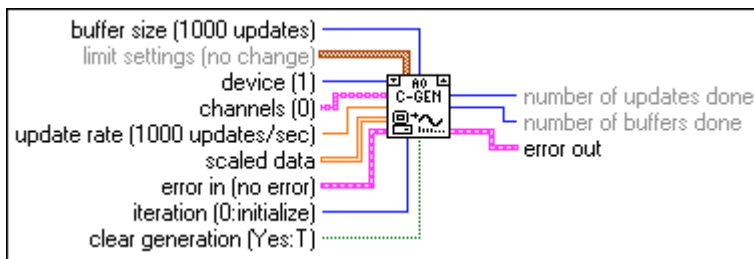 buffer size (1000 updates)
limit settings (no change)
device (1)
channels (0)
update rate (1000 updates/sec)
scaled data
error in (no error)
iteration (0:initialize)
clear generation (Yes:T)
AO
C-GEN
number of updates done
number of buffers done
error out